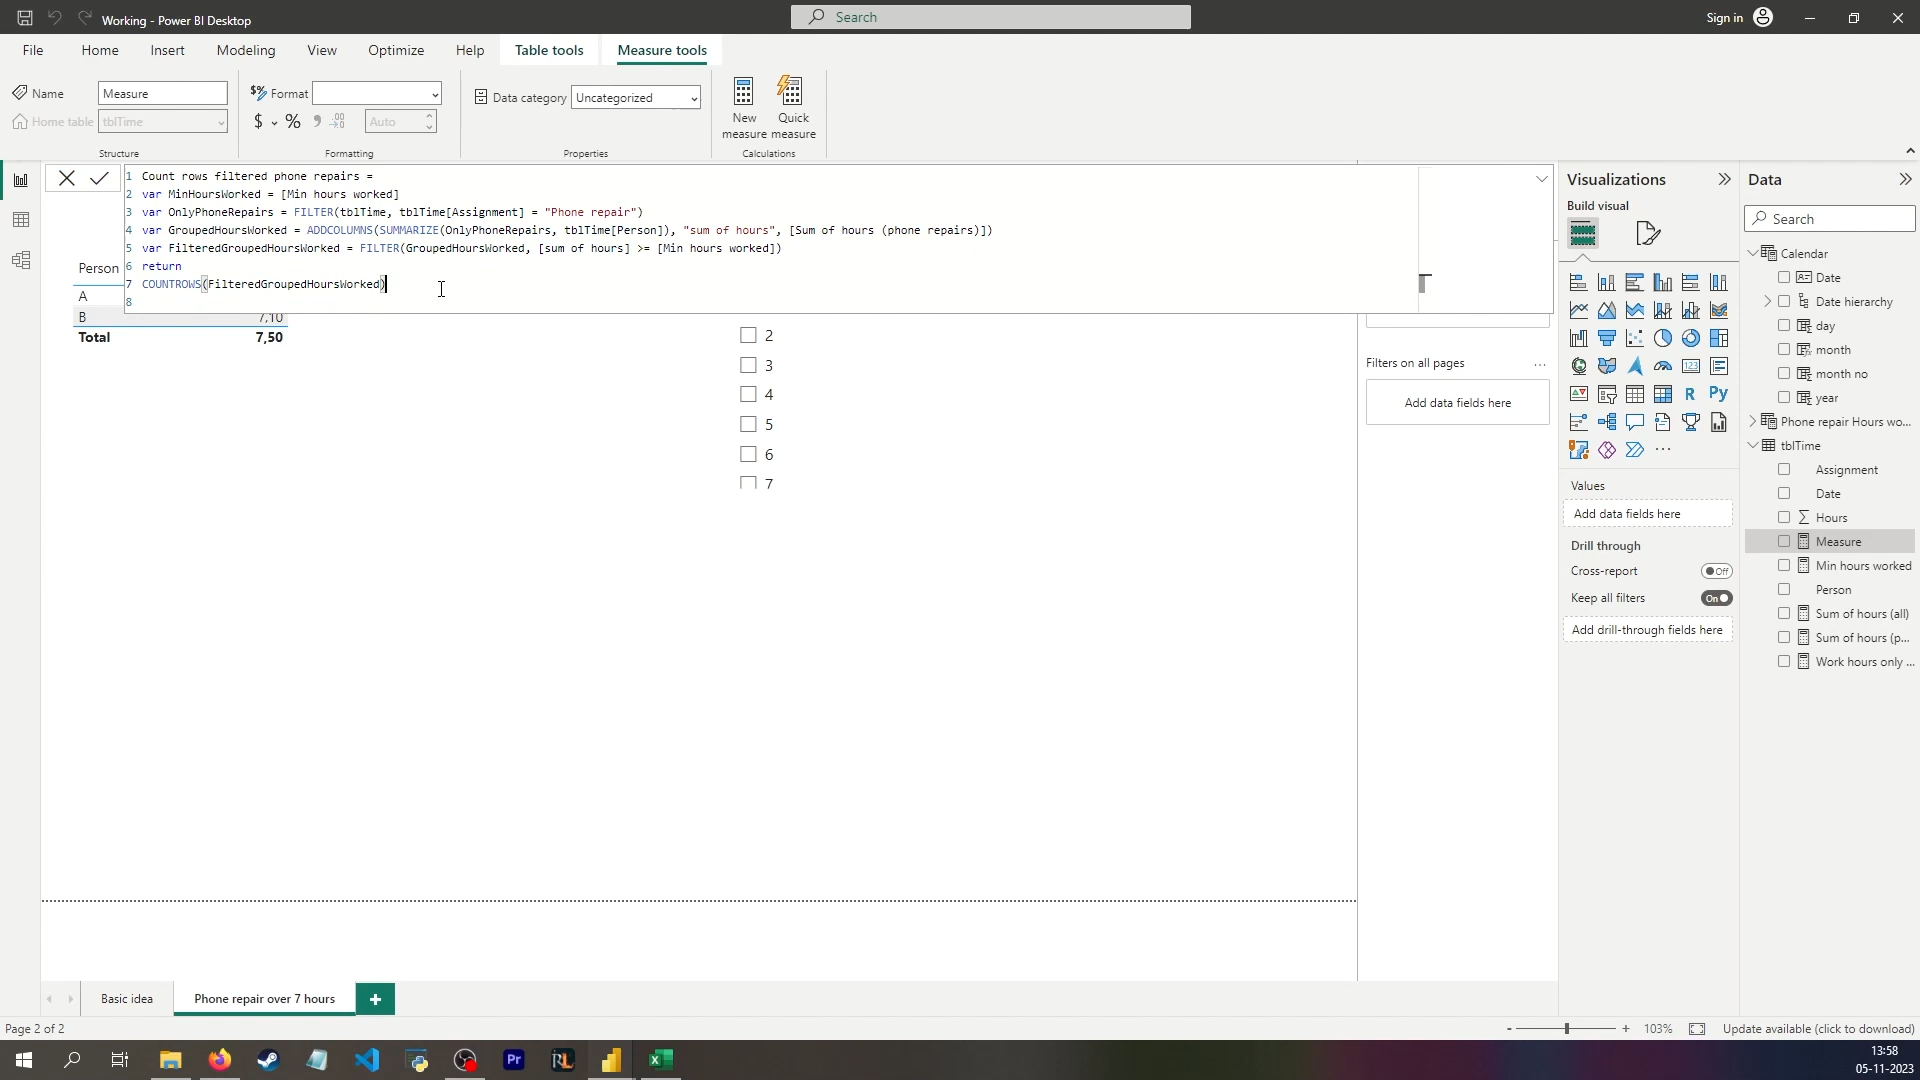 Working - Power BI Desktop
Search
Sign in
File
Home
Insert
Modeling
View
Optimize
Help
Table tools
Measure tools
Name
Measure
Home table
tblTime
Structure
Format
$
%
Auto
Formatting
Data category
Uncategorized
Properties
New measure
Quick measure
Calculations
1 Count rows filtered phone repairs =
2 var MinHoursWorked = [Min hours worked]
3 var OnlyPhoneRepairs = FILTER(tblTime, tblTime[Assignment] = "Phone repair")
4 var GroupedHoursWorked = ADDCOLUMNS(SUMMARIZE(OnlyPhoneRepairs, tblTime[Person]), "sum of hours", [Sum of hours (phone repairs)])
5 var FilteredGroupedHoursWorked = FILTER(GroupedHoursWorked, [sum of hours] >= [Min hours worked])
6 return
7 COUNTROWS(FilteredGroupedHoursWorked)
8
Person
A
B 7,10
Total 7,50
2
3
4
5
6
7
Filters on all pages
...
Add data fields here
Visualizations
Build visual
123
R
Py
...
Values
Add data fields here
Drill through
Cross-report
Off
Keep all filters
On
Add drill-through fields here
Data
Search
Calendar
Date
Date hierarchy
day
month
month no
year
Phone repair Hours wo...
tblTime
Assignment
Date
Hours
Measure
Min hours worked
Person
Sum of hours (all)
Sum of hours (p...
Work hours only ...
Basic idea
Phone repair over 7 hours
+
Page 2 of 2
- + 103%
Update available (click to download)
Pr
RL
13:58
05-11-2023